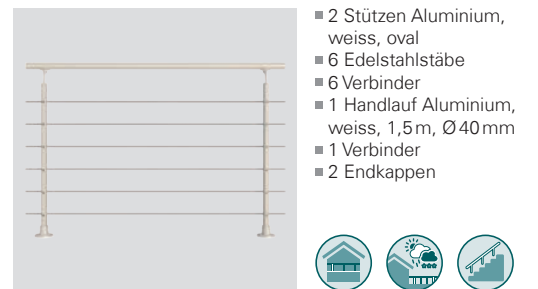 2 Stützen Aluminium,
weiss, oval
6 Edelstahlstäbe
6 Verbinder
1 Handlauf Aluminium,
weiss, 1,5 m, Ø 40 mm
1 Verbinder
2 Endkappen